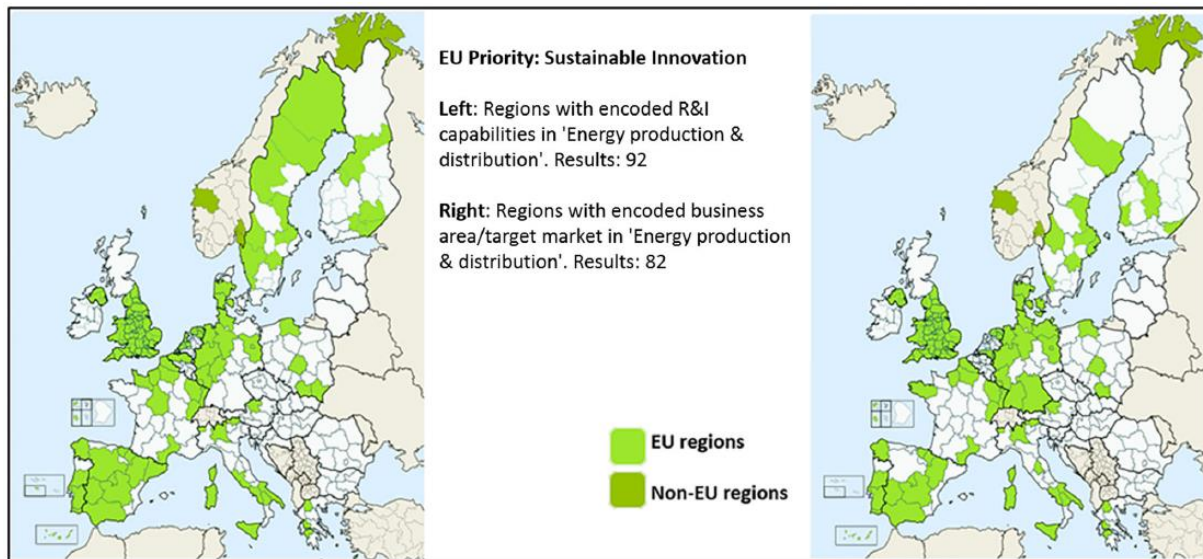 EU Priority: Sustainable Innovation
Left: Regions with encoded R&I
capabilities in 'Energy production &
distribution'. Results: 92
Right: Regions with encoded business
area/target market in 'Energy production
& distribution'. Results: 82
EU regions
Non-EU regions